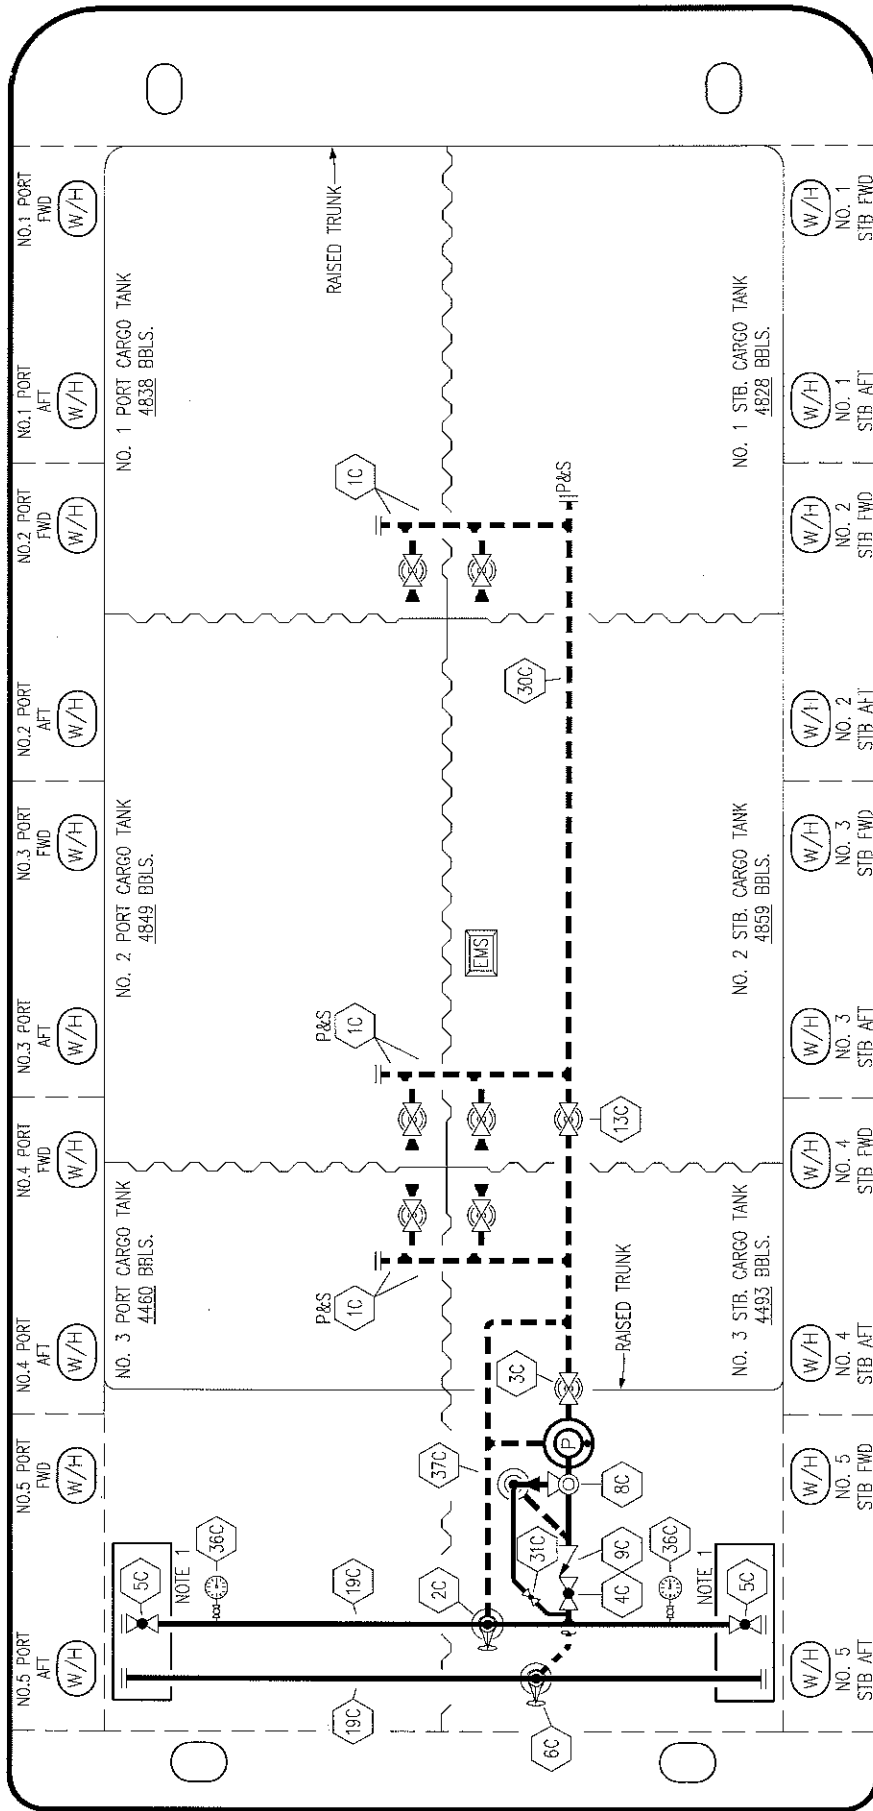 NO.1 PORT
FWD
W/H
NO.1 PORT
AFT
W/H
NO.2 PORT
FWD
W/H
NO.2 PORT
AFT
W/H
NO.3 PORT
FWD
W/H
NO.3 PORT
AFT
W/H
NO.4 PORT
FWD
W/H
NO.4 PORT
AFT
W/H
NO.5 PORT
FWD
W/H
NO.5 PORT
AFT
W/H
RAISED TRUNK
NO. 1 PORT CARGO TANK
4838 BBLS.
NO. 2 PORT CARGO TANK
4849 BBLS.
NO. 3 PORT CARGO TANK
4460 BBLS.
1C
P&S
1C
P&S
1C
P&S
30C
EMS
13C
3C
RAISED TRUNK
37C
P
8C
9C
31C
4C
2C
6C
5C
NOTE 1
36C
19C
19C
36C
NOTE 1
5C
NO. 1 STB. CARGO TANK
4828 BBLS.
NO. 2 STB. CARGO TANK
4859 BBLS.
NO. 3 STB. CARGO TANK
4493 BBLS.
W/H
NO. 1
STB FWD
W/H
NO. 1
STB AFT
W/H
NO. 2
STB FWD
W/H
NO. 2
STB AFT
W/H
NO. 3
STB FWD
W/H
NO. 3
STB AFT
W/H
NO. 4
STB FWD
W/H
NO. 4
STB AFT
W/H
NO. 5
STB FWD
W/H
NO. 5
STB AFT